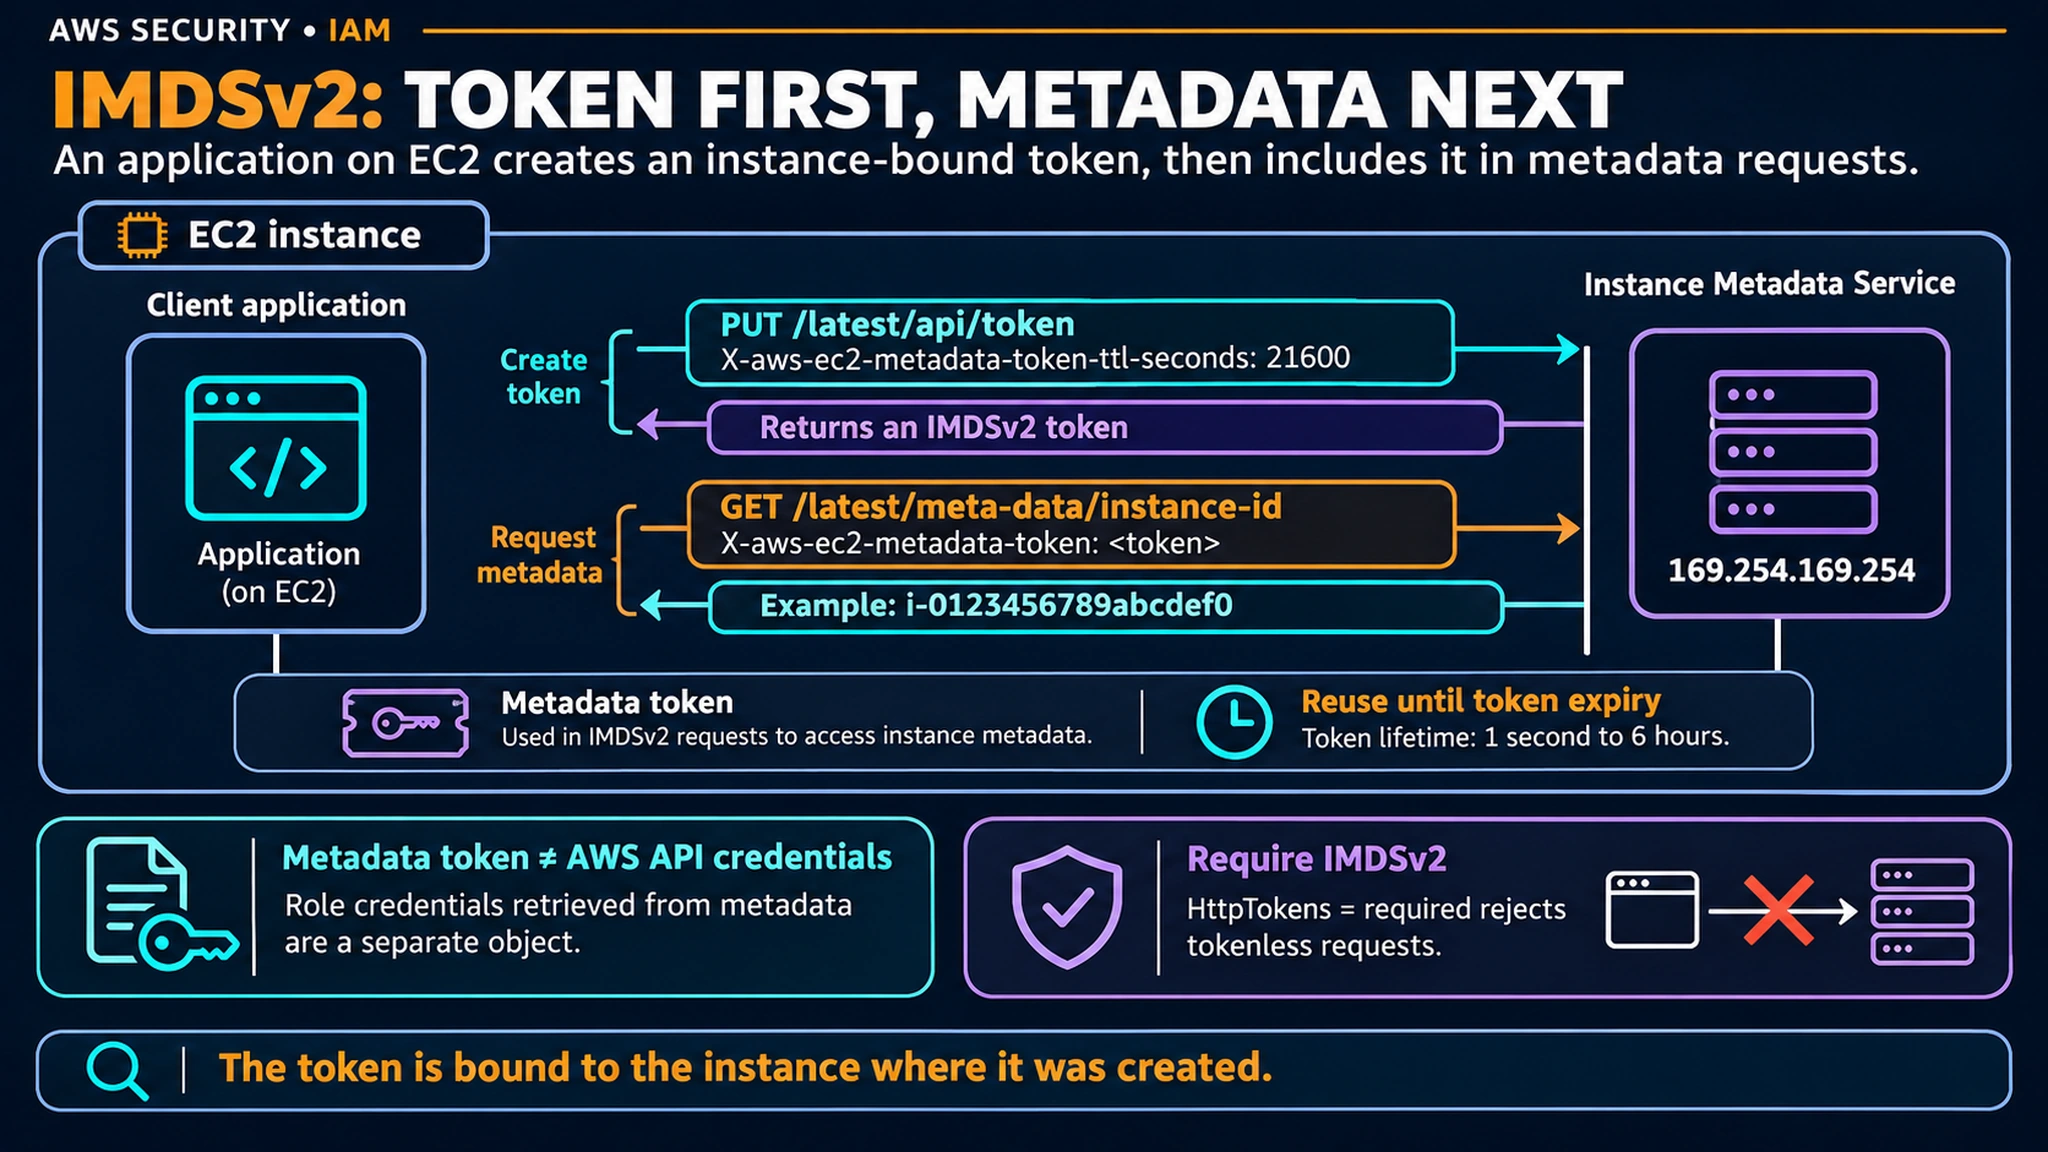 AWS SECURITY • IAM
IMDSv2: TOKEN FIRST, METADATA NEXT
An application on EC2 creates an instance-bound token, then includes it in metadata requests.
EC2 instance
Client application
Application
(on EC2)
Create
token
PUT /latest/api/token
X-aws-ec2-metadata-token-ttl-seconds: 21600
Returns an IMDSv2 token
Request
metadata
GET /latest/meta-data/instance-id
X-aws-ec2-metadata-token: <token>
Example: i-0123456789abcdef0
Instance Metadata Service
169.254.169.254
Metadata token
Used in IMDSv2 requests to access instance metadata.
Reuse until token expiry
Token lifetime: 1 second to 6 hours.
Metadata token ≠ AWS API credentials
Role credentials retrieved from metadata
are a separate object.
Require IMDSv2
HttpTokens = required rejects
tokenless requests.
The token is bound to the instance where it was created.